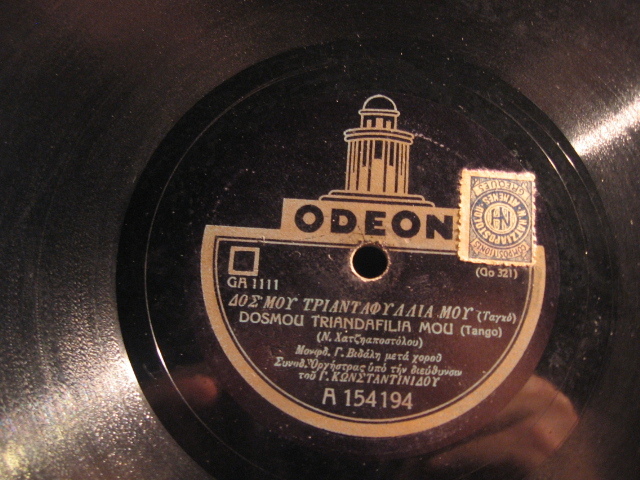 ODEON
GA 1111
(Go 321)
ΔΟΣ'ΜΟΥ ΤΡΙΑΝΤΑΦΥΛΛΙΑ ΜΟΥ (Ταγκό)
DOSMOU TRIANDAFILIA MOU (Tango)
(Ν. Χατζηαποστόλου)
Μονῳδ. Γ. Βιδάλη μετά χοροῦ
Συνοδ. Ὀρχήστρας ὑπό τήν διεύθυνσιν
τοῦ Γ. ΚΩΝΣΤΑΝΤΙΝΙΔΟΥ
A 154194